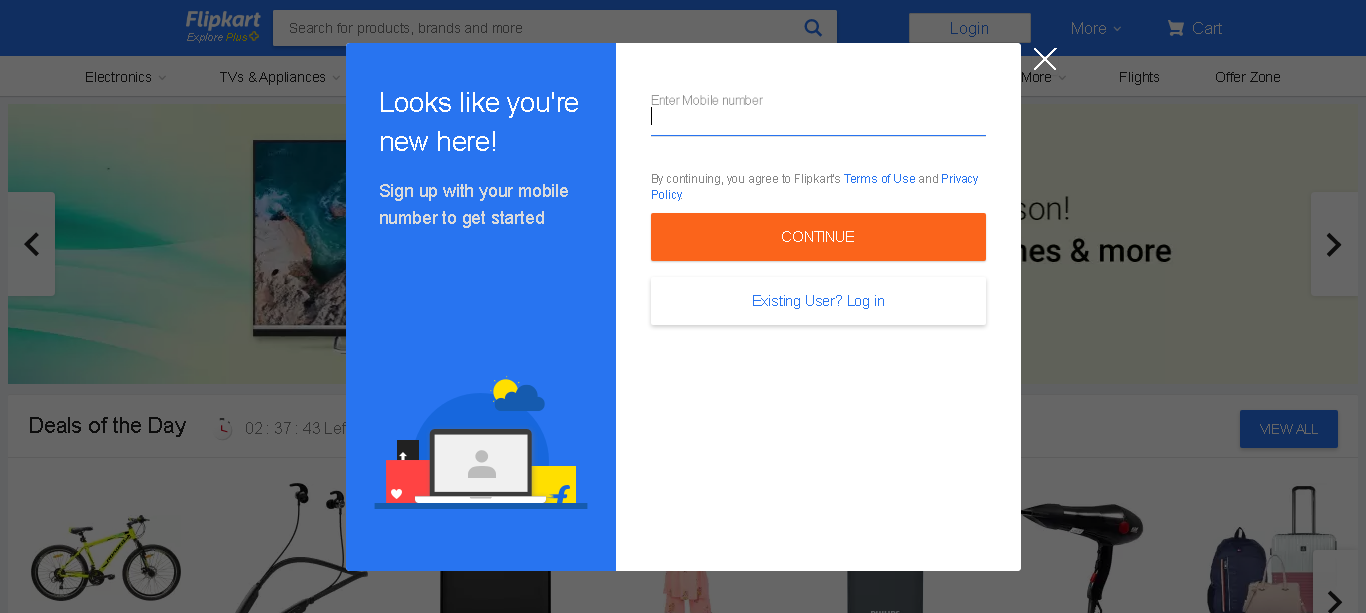 Flipkart
Explore Plus
Search for products, brands and more
Login
More
Cart
Electronics
TVs & Appliances
More
Flights
Offer Zone
Looks like you're
new here!
Sign up with your mobile
number to get started
Enter Mobile number
By continuing, you agree to Flipkart's Terms of Use and Privacy
Policy.
CONTINUE
Existing User? Log in
son!
nes & more
Deals of the Day
02 : 37 : 43 Lef
VIEW ALL